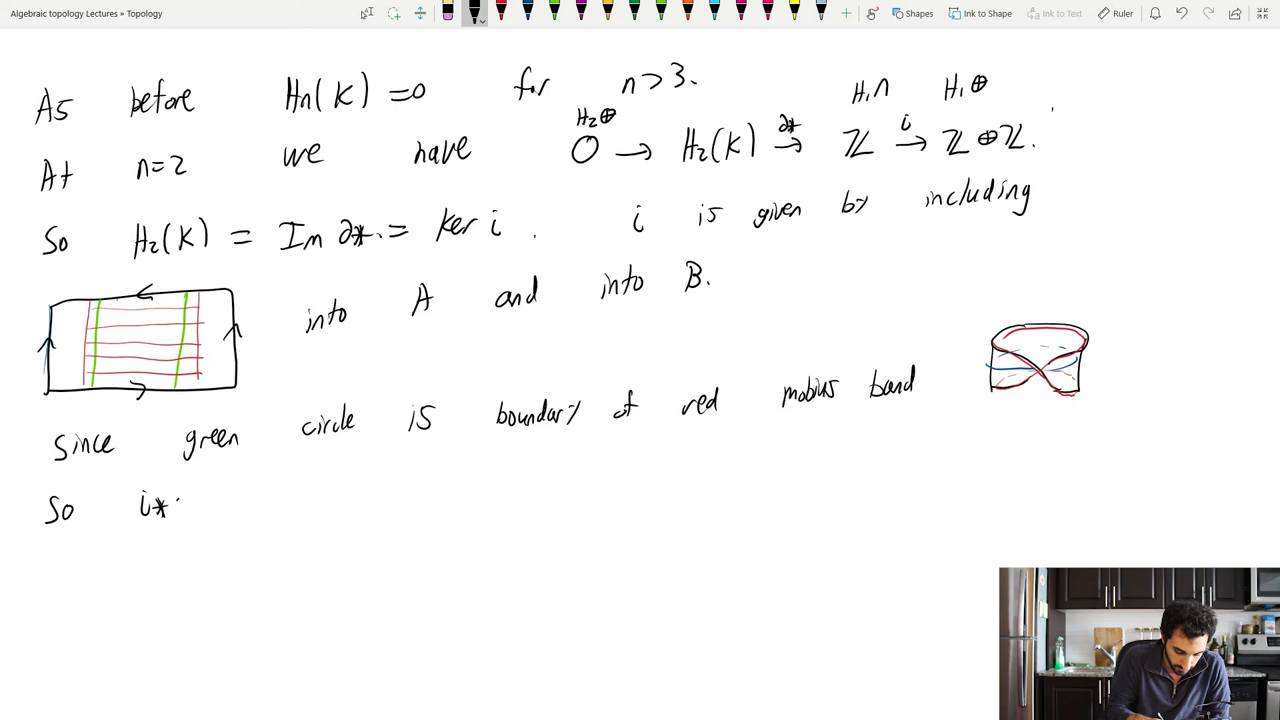 Algebraic topology Lectures » Topology
Shapes
Ink to Shape
Ink to Text
Ruler
As before Hn(K) =0 for n>3.
H₂⊕ H₁∩ H₁⊕
At n=2 we have O → H₂(K) ∂*→ ℤ i→ ℤ⊕ℤ.
So H₂(K) = Im ∂* = ker i. i is given by including
into A and into B.
Since green circle is boundary of red mobius band
So i*